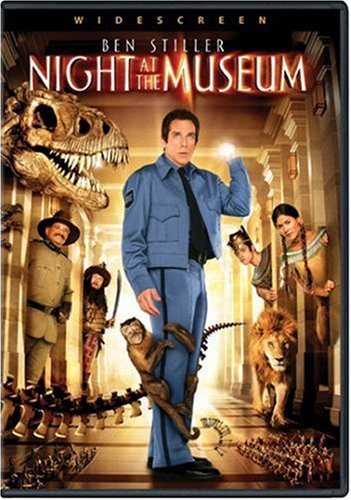 WIDESCREEN
BEN STILLER
NIGHT AT THE MUSEUM